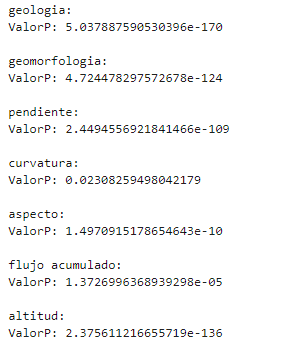 geologia:
ValorP: 5.037887590530396e-170
geomorfologia:
ValorP: 4.724478297572678e-124
pendiente:
ValorP: 2.4494556921841466e-109
curvatura:
ValorP: 0.02308259498042179
aspecto:
ValorP: 1.4970915178654643e-10
flujo acumulado:
ValorP: 1.3726996368939298e-05
altitud:
ValorP: 2.375611216655719e-136